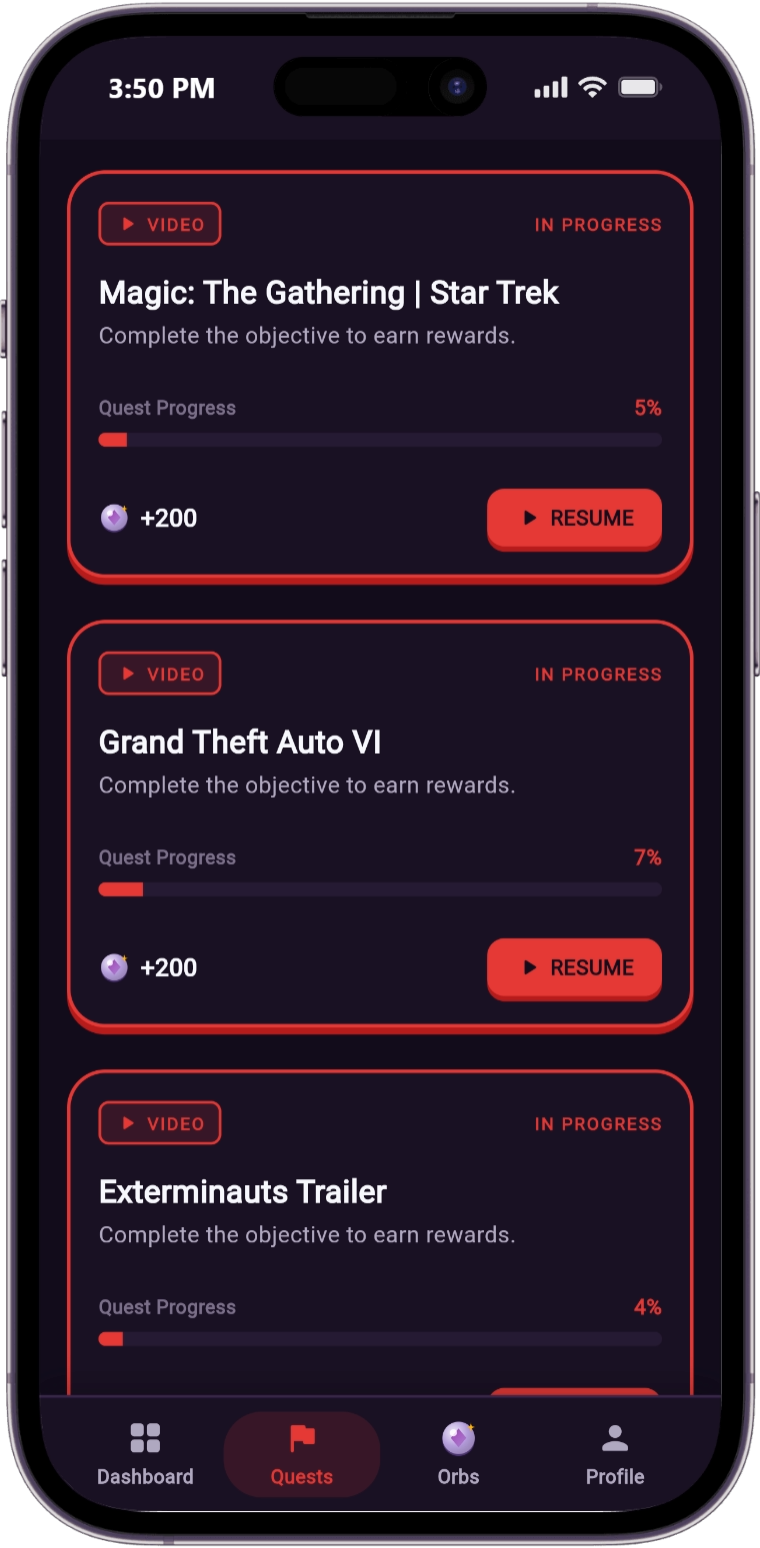 3:50 PM
VIDEO
IN PROGRESS
Magic: The Gathering | Star Trek
Complete the objective to earn rewards.
Quest Progress
5%
+200
RESUME
VIDEO
IN PROGRESS
Grand Theft Auto VI
Complete the objective to earn rewards.
Quest Progress
7%
+200
RESUME
VIDEO
IN PROGRESS
Exterminauts Trailer
Complete the objective to earn rewards.
Quest Progress
4%
Dashboard
Quests
Orbs
Profile